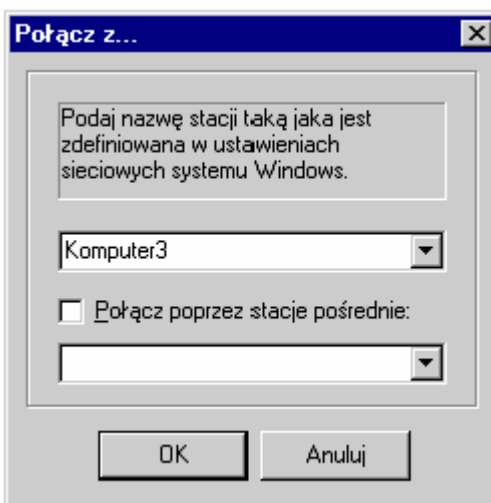 Połącz z...
Podaj nazwę stacji taką jaka jest
zdefiniowana w ustawieniach
sieciowych systemu Windows.
Komputer3
Połącz poprzez stacje pośrednie:
OK
Anuluj